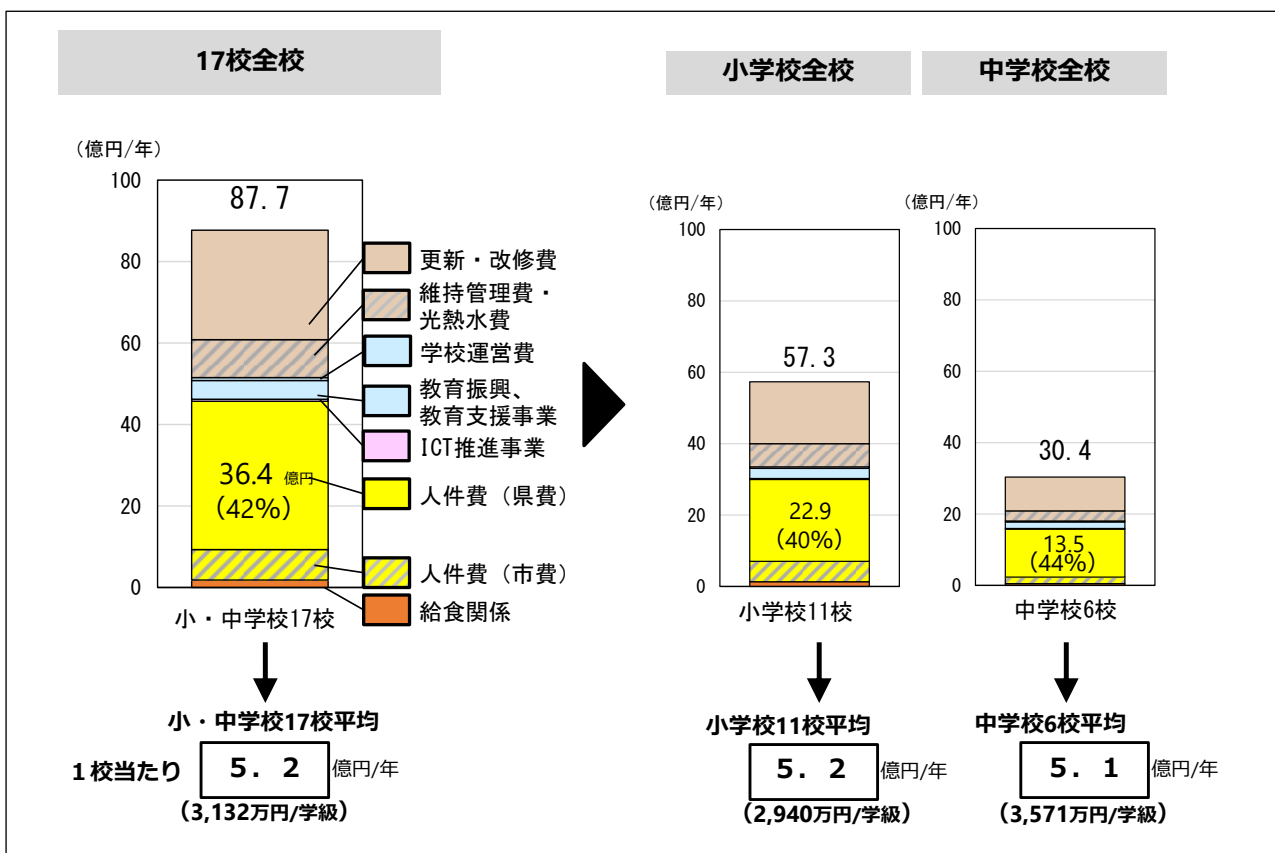 17校全校
（億円/年）
100
80
60
40
20
0
87.7
36.4 億円
(42%)
小・中学校17校
更新・改修費
維持管理費・
光熱水費
学校運営費
教育振興、
教育支援事業
ICT推進事業
人件費（県費）
人件費（市費）
給食関係
小・中学校17校平均
１校当たり
5. 2
億円/年
（3,132万円/学級）
小学校全校
（億円/年）
100
80
60
40
20
0
57.3
22.9
(40%)
小学校11校
小学校11校平均
5. 2
億円/年
（2,940万円/学級）
中学校全校
（億円/年）
100
80
60
40
20
0
30.4
13.5
(44%)
中学校6校
中学校6校平均
5. 1
億円/年
（3,571万円/学級）